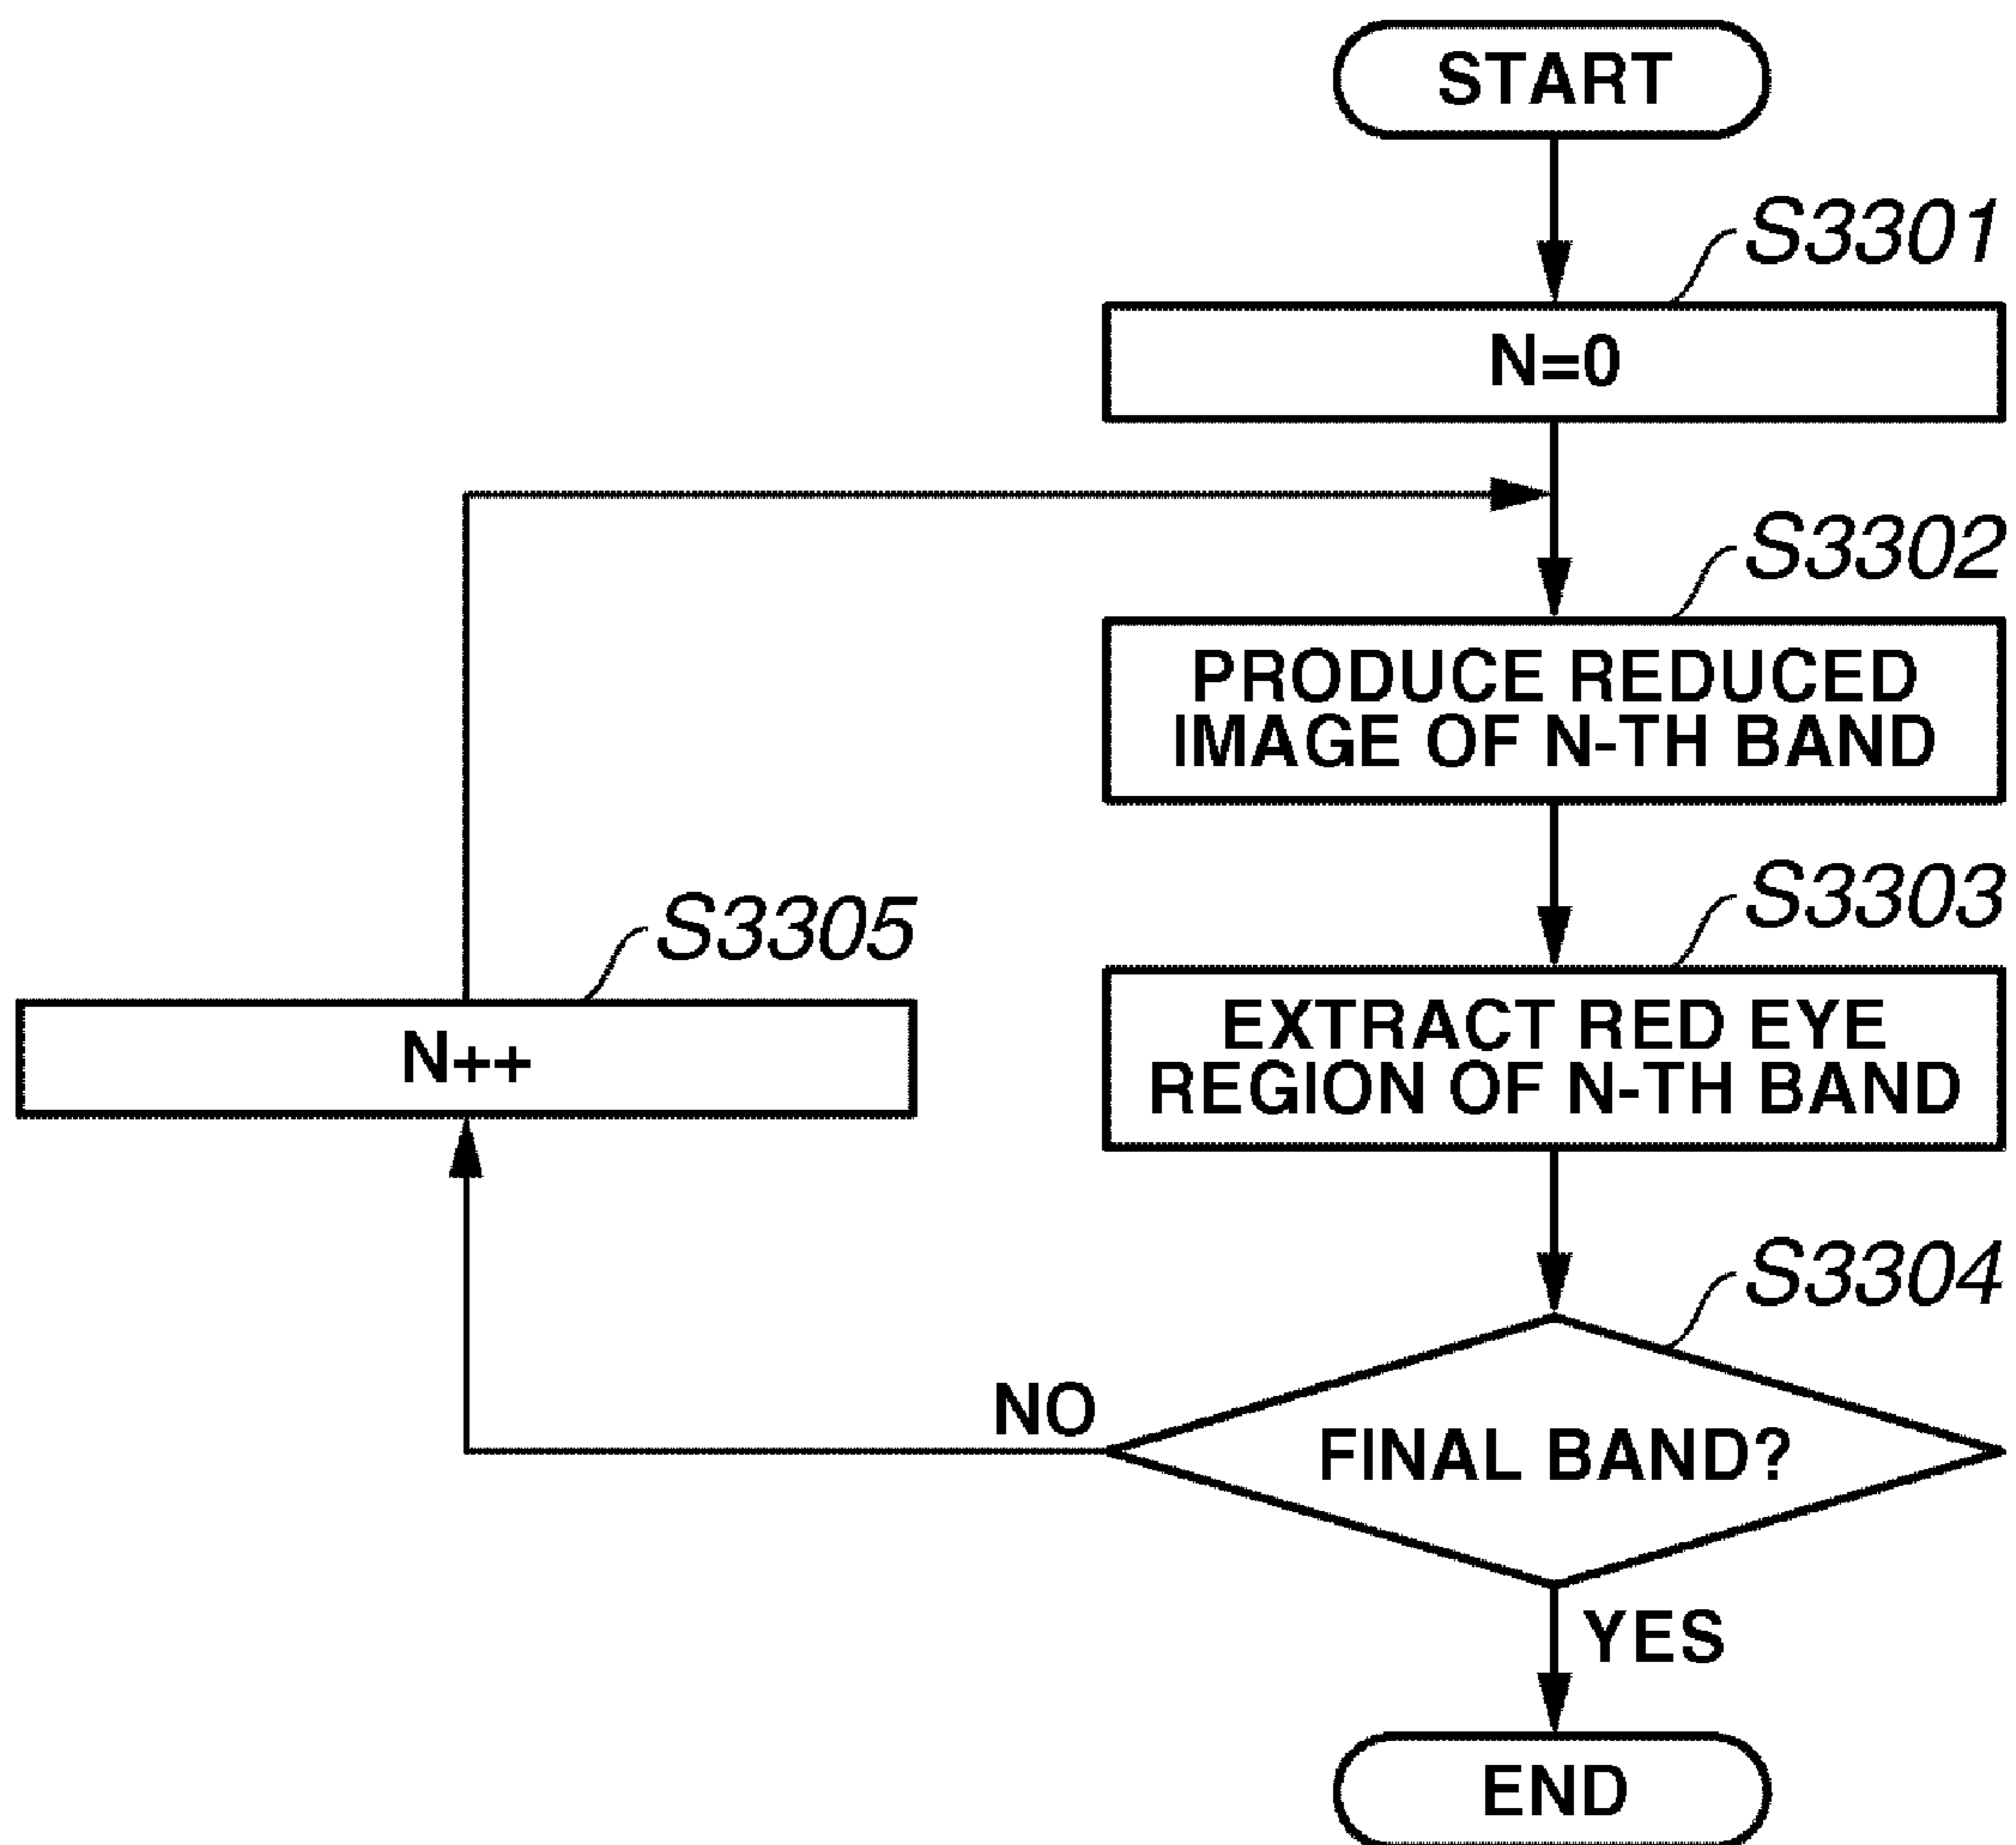 START
S3301
N=0
S3302
PRODUCE REDUCED
IMAGE OF N-TH BAND
S3303
EXTRACT RED EYE
REGION OF N-TH BAND
S3305
N++
S3304
NO
FINAL BAND?
YES
END